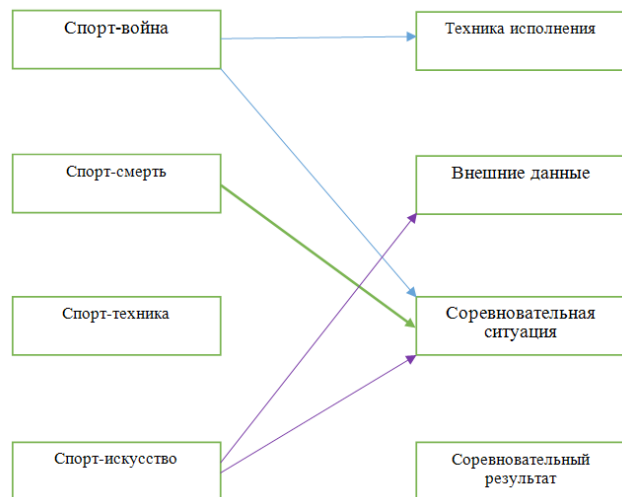 Спорт-война
Техника исполнения
Спорт-смерть
Внешние данные
Спорт-техника
Соревновательная
ситуация
Спорт-искусство
Соревновательный
результат